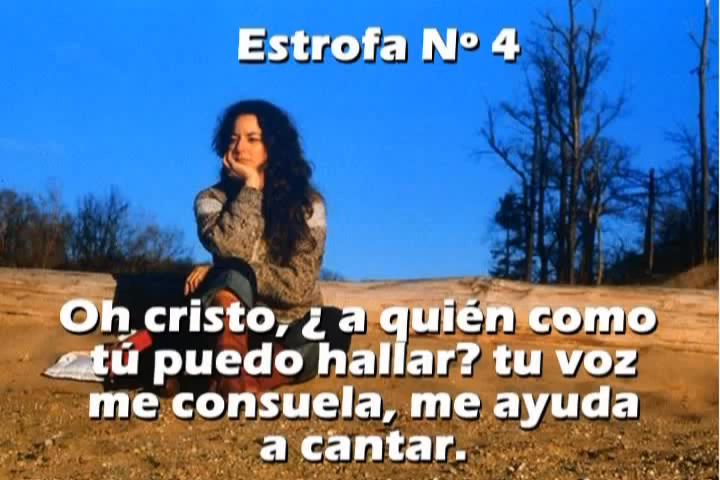 Estrofa Nº 4
Oh cristo, ¿ a quién como
tú puedo hallar? tu voz
me consuela, me ayuda
a cantar.